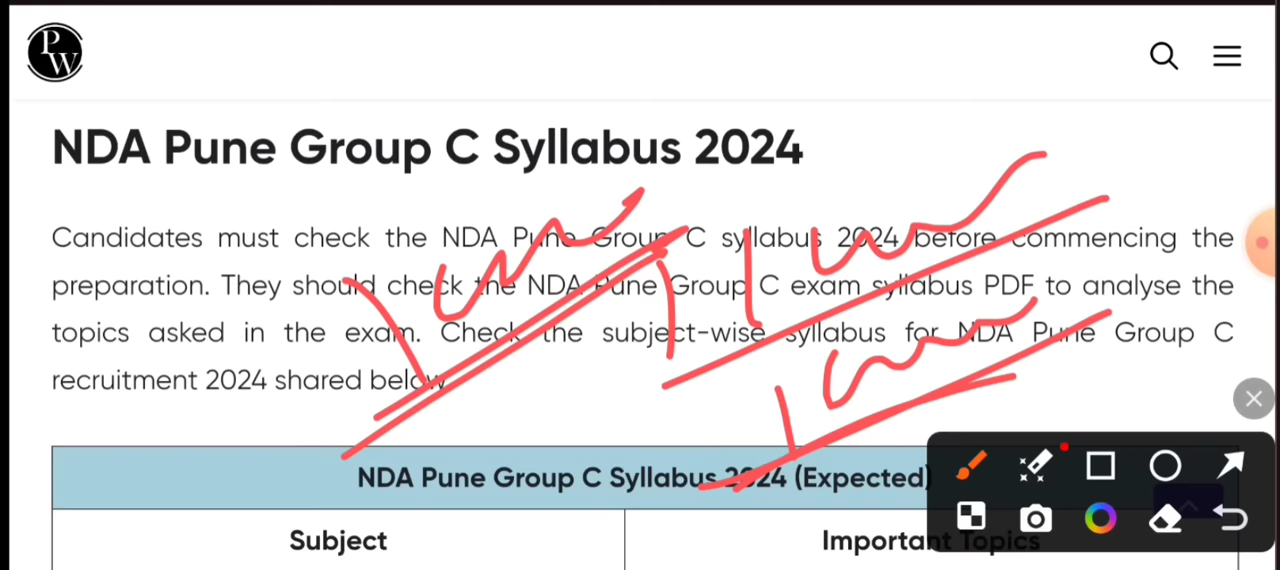 PW
NDA Pune Group C Syllabus 2024
Candidates must check the NDA Pune Group C syllabus 2024 before commencing the
preparation. They should check the NDA Pune Group C exam syllabus PDF to analyse the
topics asked in the exam. Check the subject-wise syllabus for NDA Pune Group C
recruitment 2024 shared below
NDA Pune Group C Syllabus 2024 (Expected)
Subject
Important Topics